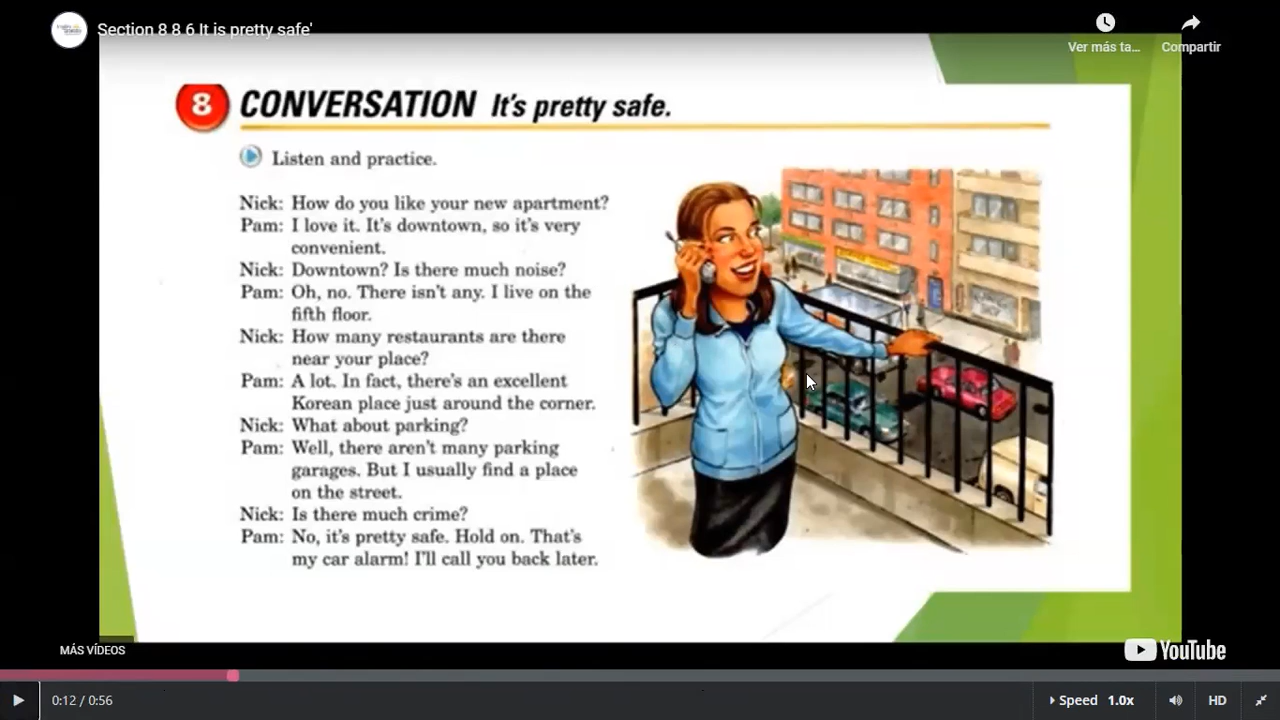 Section 8 8 6 It is pretty safe'
Ver más ta...
Compartir
8 CONVERSATION It's pretty safe.
Listen and practice.
Nick: How do you like your new apartment?
Pam: I love it. It's downtown, so it's very
convenient.
Nick: Downtown? Is there much noise?
Pam: Oh, no. There isn't any. I live on the
fifth floor.
Nick: How many restaurants are there
near your place?
Pam: A lot. In fact, there's an excellent
Korean place just around the corner.
Nick: What about parking?
Pam: Well, there aren't many parking
garages. But I usually find a place
on the street.
Nick: Is there much crime?
Pam: No, it's pretty safe. Hold on. That's
my car alarm! I'll call you back later.
MÁS VÍDEOS
YouTube
0:12 / 0:56
Speed 1.0x
HD